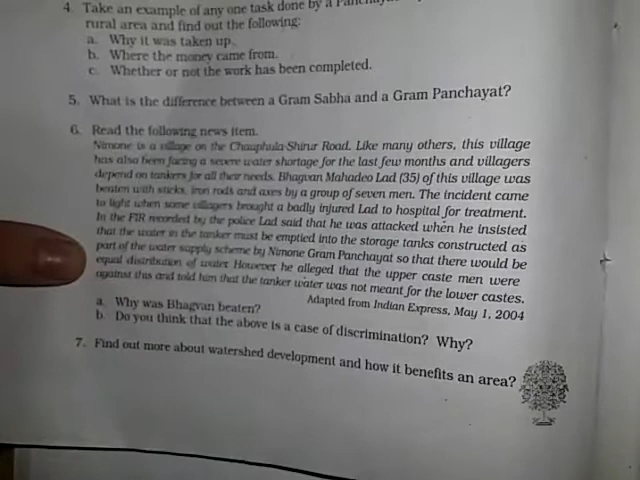 4. Take an example of any one task done by a Panchayat
rural area and find out the following:
a. Why it was taken up.
b. Where the money came from.
c. Whether or not the work has been completed.
5. What is the difference between a Gram Sabha and a Gram Panchayat?
6. Read the following news item.
Nimone is a village on the Chauphula-Shirur Road. Like many others, this village
has also been facing a severe water shortage for the last few months and villagers
depend on tankers for all their needs. Bhagvan Mahadeo Lad (35) of this village was
beaten with sticks, iron rods and axes by a group of seven men. The incident came
to light when some villagers brought a badly injured Lad to hospital for treatment.
In the FIR recorded by the police Lad said that he was attacked when he insisted
that the water in the tanker must be emptied into the storage tanks constructed as
part of the water supply scheme by Nimone Gram Panchayat so that there would be
equal distribution of water. However he alleged that the upper caste men were
against this and told him that the tanker water was not meant for the lower castes.
Adapted from Indian Express, May 1, 2004
a. Why was Bhagvan beaten?
b. Do you think that the above is a case of discrimination? Why?
7. Find out more about watershed development and how it benefits an area?